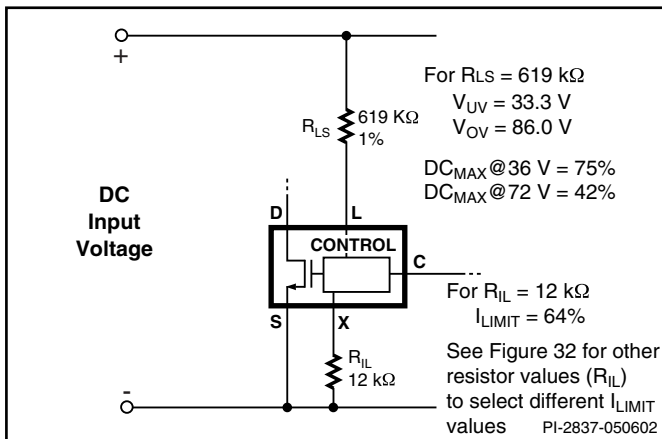 +
For RLS = 619 kΩ
VUV = 33.3 V
VOV = 86.0 V
DCMAX@36 V = 75%
DCMAX@72 V = 42%
RLS
619 KΩ
1%
DC
Input
Voltage
D
L
CONTROL
C
S
X
For RIL = 12 kΩ
ILIMIT = 64%
RIL
12 kΩ
See Figure 32 for other
resistor values (RIL)
to select different ILIMIT
values
PI-2837-050602
-